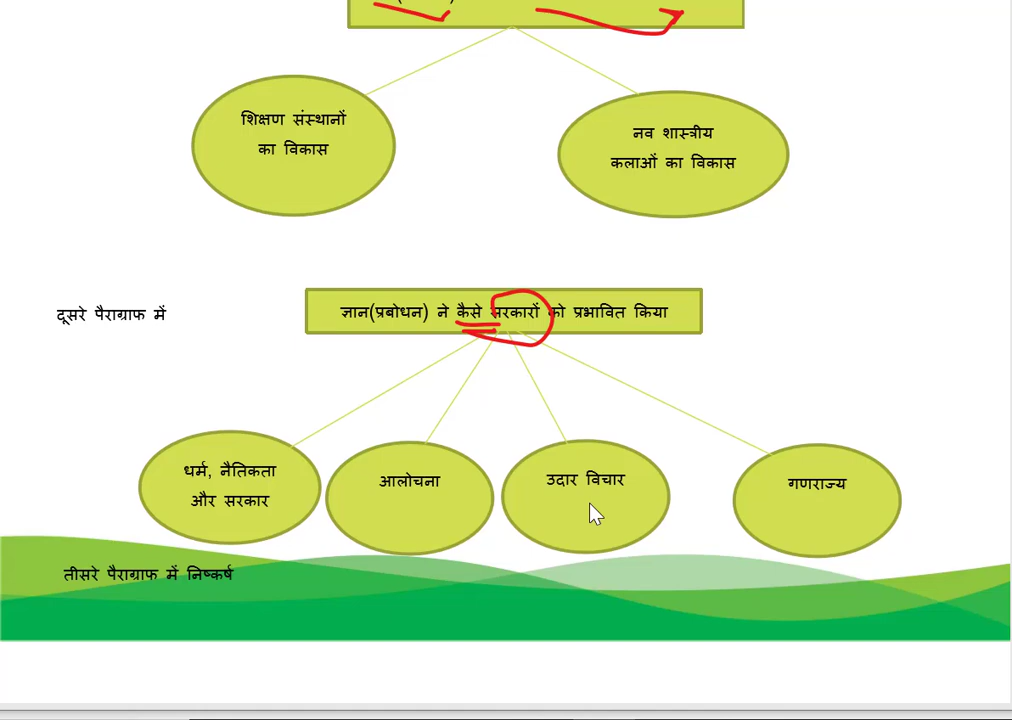 शिक्षण संस्थानों
का विकास
नव शास्त्रीय
कलाओं का विकास
दूसरे पैराग्राफ में
ज्ञान(प्रबोधन) ने कैसे सरकारों को प्रभावित किया
धर्म, नैतिकता
और सरकार
आलोचना
उदार विचार
गणराज्य
तीसरे पैराग्राफ में निष्कर्ष